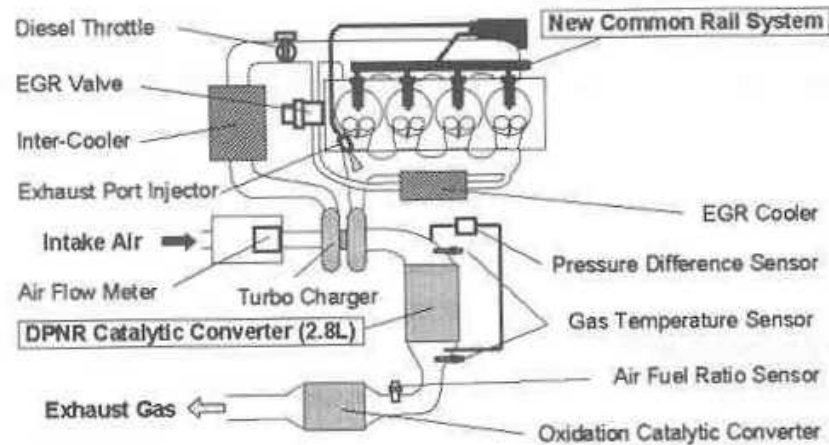 Diesel Throttle
New Common Rail System
EGR Valve
Inter-Cooler
Exhaust Port Injector
EGR Cooler
Intake Air
Pressure Difference Sensor
Air Flow Meter
Turbo Charger
Gas Temperature Sensor
DPNR Catalytic Converter (2.8L)
Air Fuel Ratio Sensor
Exhaust Gas
Oxidation Catalytic Converter